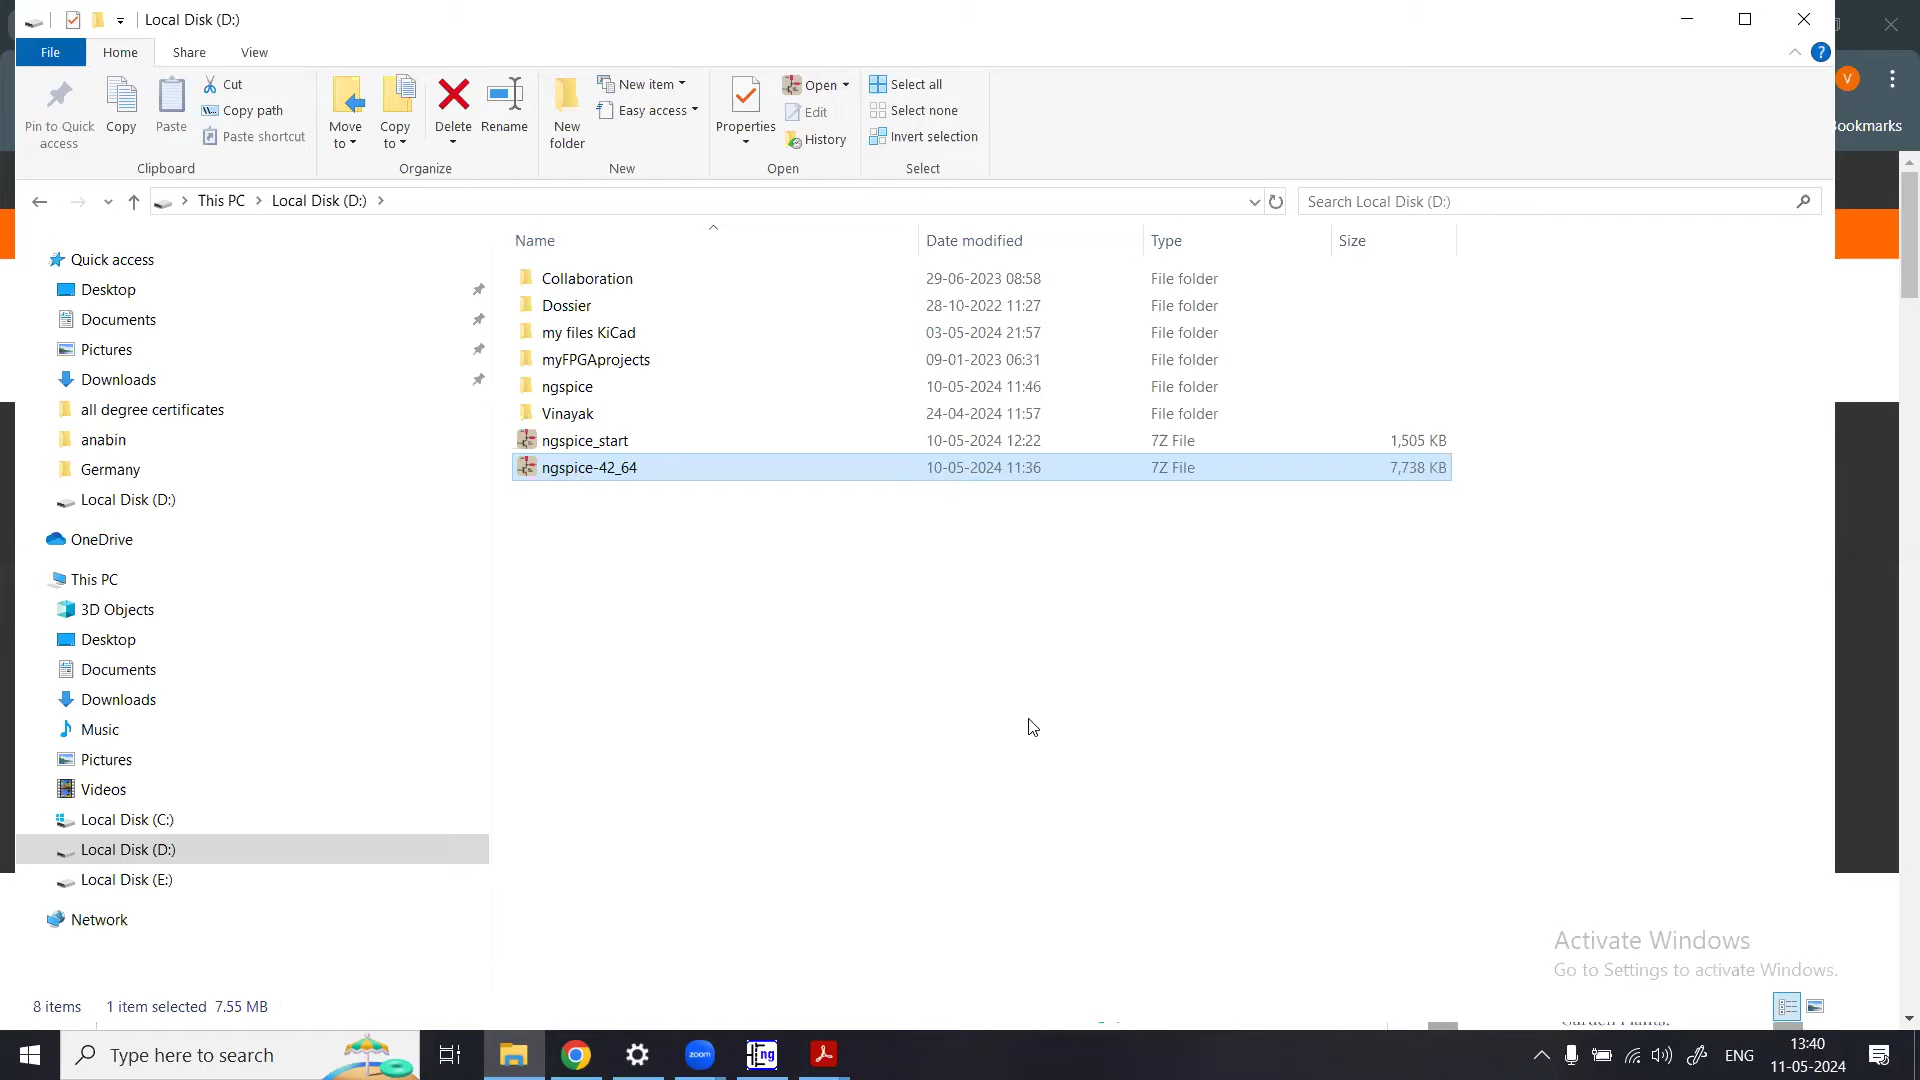 Local Disk (D:)
File
Home
Share
View
?
V
Pin to Quick
access
Copy
Paste
Cut
Copy path
Paste shortcut
Clipboard
Move
to
Copy
to
Delete
Rename
Organize
New
folder
New item
Easy access
New
Properties
Open
Edit
History
Open
Select all
Select none
Invert selection
Select
ookmarks
This PC
Local Disk (D:)
Search Local Disk (D:)
Name
Date modified
Type
Size
Collaboration 29-06-2023 08:58 File folder
Dossier 28-10-2022 11:27 File folder
my files KiCad 03-05-2024 21:57 File folder
myFPGAprojects 09-01-2023 06:31 File folder
ngspice 10-05-2024 11:46 File folder
Vinayak 24-04-2024 11:57 File folder
ngspice_start 10-05-2024 12:22 7Z File 1,505 KB
ngspice-42_64 10-05-2024 11:36 7Z File 7,738 KB
Quick access
Desktop
Documents
Pictures
Downloads
all degree certificates
anabin
Germany
Local Disk (D:)
OneDrive
This PC
3D Objects
Desktop
Documents
Downloads
Music
Pictures
Videos
Local Disk (C:)
Local Disk (D:)
Local Disk (E:)
Network
Activate Windows
Go to Settings to activate Windows.
8 items
1 item selected 7.55 MB
Type here to search
zoom
ng
ENG
13:40
11-05-2024